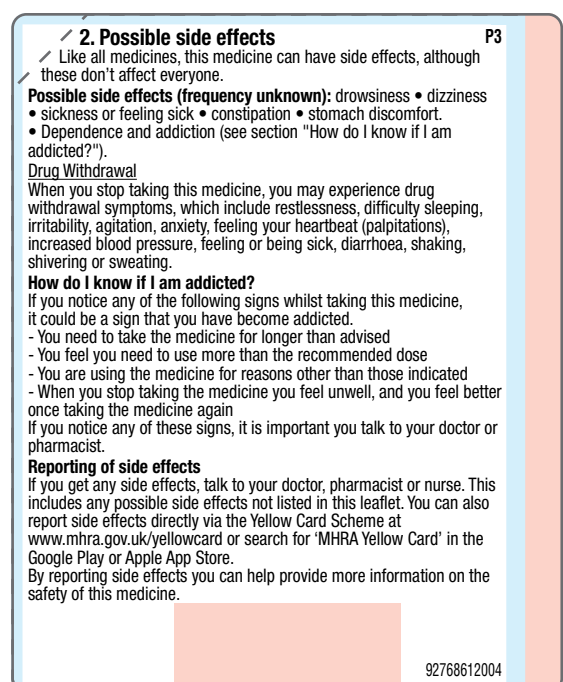 2. Possible side effects P3
Like all medicines, this medicine can have side effects, although
these don’t affect everyone.
Possible side effects (frequency unknown): drowsiness • dizziness
• sickness or feeling sick • constipation • stomach discomfort.
• Dependence and addiction (see section "How do I know if I am
addicted?").
Drug Withdrawal
When you stop taking this medicine, you may experience drug
withdrawal symptoms, which include restlessness, difficulty sleeping,
irritability, agitation, anxiety, feeling your heartbeat (palpitations),
increased blood pressure, feeling or being sick, diarrhoea, shaking,
shivering or sweating.
How do I know if I am addicted?
If you notice any of the following signs whilst taking this medicine,
it could be a sign that you have become addicted.
- You need to take the medicine for longer than advised
- You feel you need to use more than the recommended dose
- You are using the medicine for reasons other than those indicated
- When you stop taking the medicine you feel unwell, and you feel better
once taking the medicine again
If you notice any of these signs, it is important you talk to your doctor or
pharmacist.
Reporting of side effects
If you get any side effects, talk to your doctor, pharmacist or nurse. This
includes any possible side effects not listed in this leaflet. You can also
report side effects directly via the Yellow Card Scheme at
www.mhra.gov.uk/yellowcard or search for ‘MHRA Yellow Card’ in the
Google Play or Apple App Store.
By reporting side effects you can help provide more information on the
safety of this medicine.
92768612004